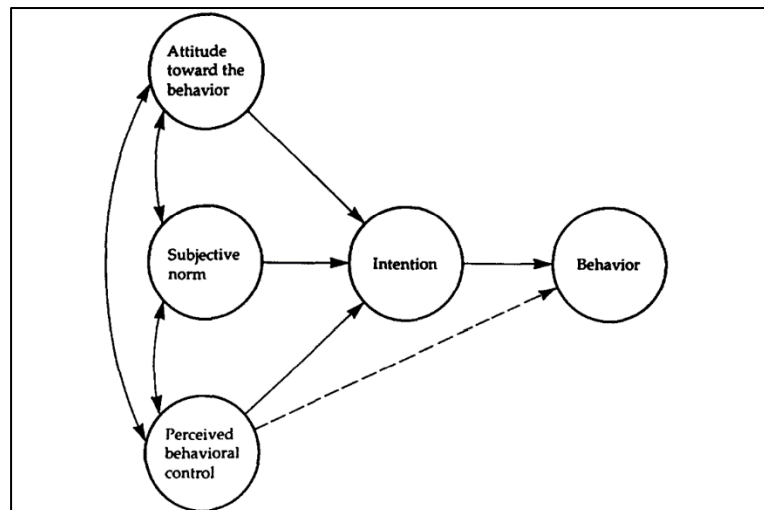 Attitude
toward the
behavior
Subjective
norm
Intention
Behavior
Perceived
behavioral
control